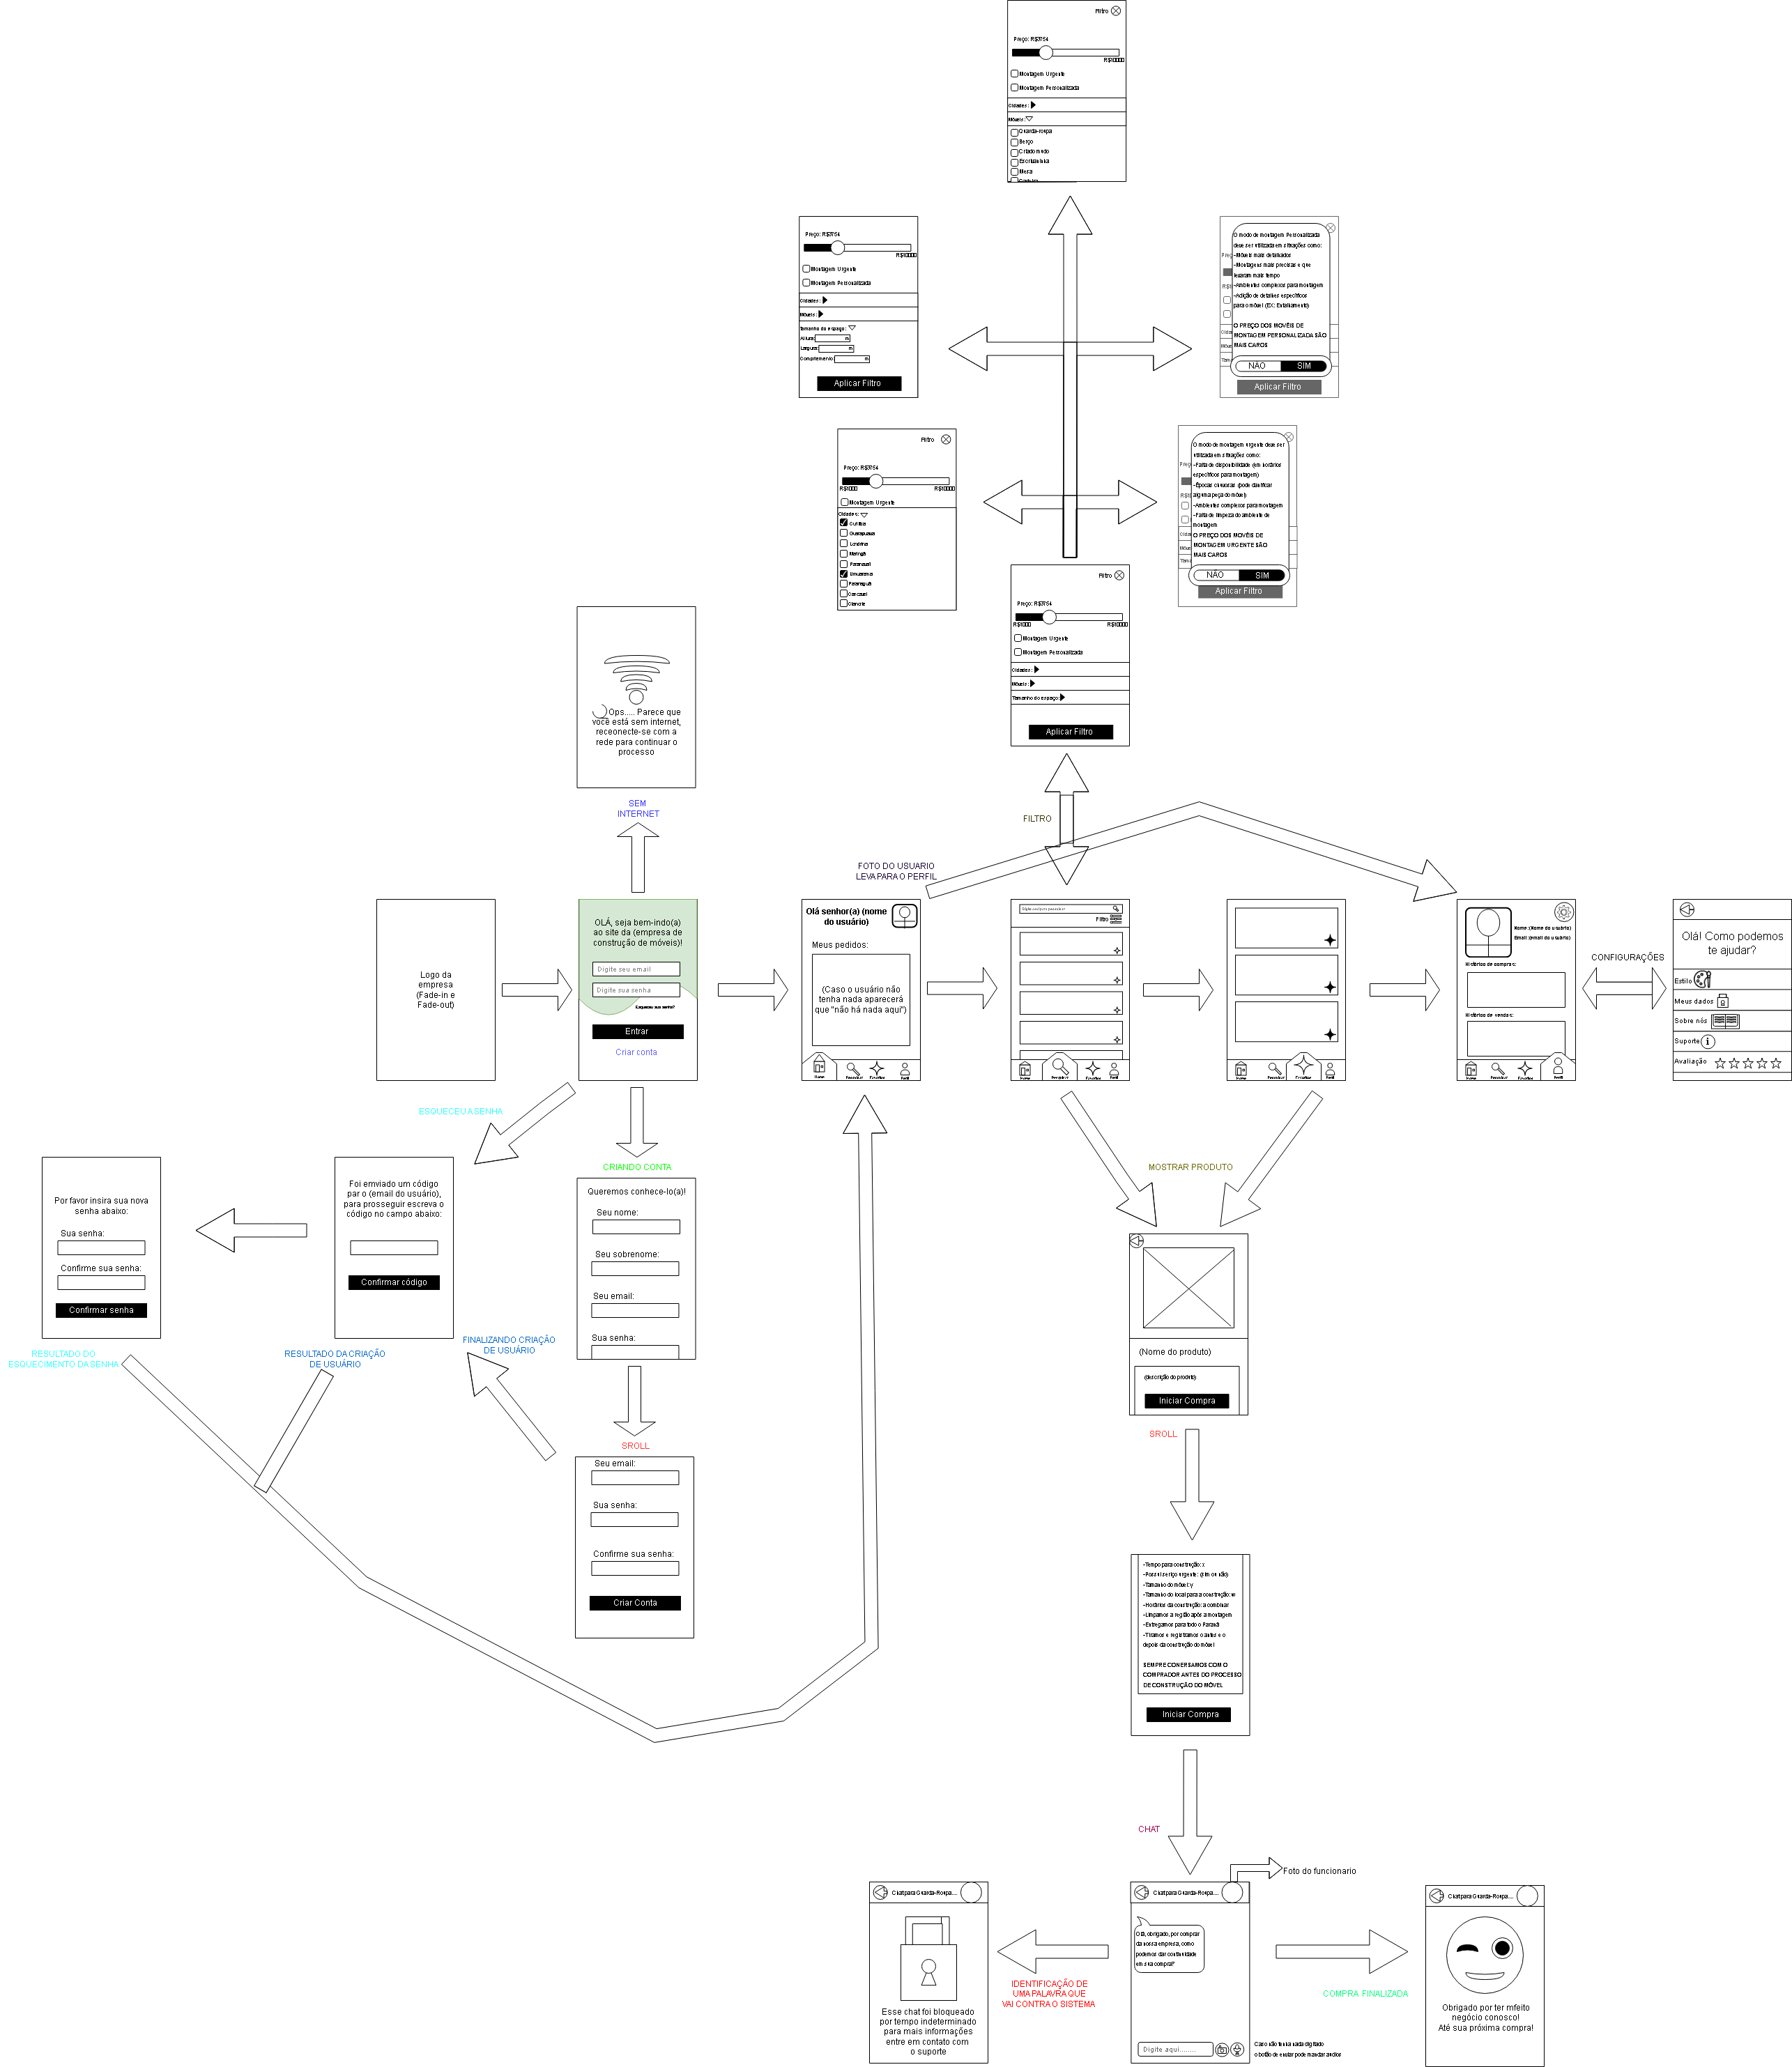 Filtro
Preço: R$3754
R$10000
Montagem Urgente
Montagem Personalizada
Cidades:
Móveis:
Guarda-roupa
Berço
Criado mudo
Escrivaninha
Mesa
Preço: R$3754
R$10000
Montagem Urgente
Montagem Personalizada
Cidades:
Móveis:
Tamanho do espaço:
Altura: m
Largura: m
Comprimento: m
Aplicar Filtro
O modo de montagem Personalizada
deve ser utilizada em situações como:
-Móveis mais detalhados
-Montagens mais precisas e que
levaram mais tempo
-Ambientes complexos para montagem
-Adição de detalhes específicos
para o móvel (EX: Entalhamento)
O PREÇO DOS MOVÉIS DE
MONTAGEM PERSONALIZADA SÃO
MAIS CAROS
NÃO SIM
Aplicar Filtro
Filtro
Preço: R$3754
R$1000 R$10000
Montagem Urgente
Cidades:
Curitiba
Guarapuava
Londrina
Maringá
Paranavaí
Umuarama
Paranaguá
Cascavel
Cianorte
O modo de montagem urgente deve ser
utilizada em situações como:
-Falta de disponibilidade (em horários
específicos para montagem)
-Épocas chuvosas (pode danificar
alguma peça do móvel)
-Ambientes complexos para montagem
-Falta de limpeza do ambiente de
montagem
O PREÇO DOS MOVÉIS DE
MONTAGEM URGENTE SÃO
MAIS CAROS
NÃO SIM
Aplicar Filtro
Filtro
Preço: R$3754
R$1000 R$10000
Montagem Urgente
Montagem Personalizada
Cidades:
Móveis:
Tamanho do espaço:
Aplicar Filtro
Ops..... Parece que
você está sem internet,
receonecte-se com a
rede para continuar o
processo
SEM
INTERNET
FILTRO
FOTO DO USUARIO
LEVA PARA O PERFIL
Logo da
empresa
(Fade-in e
Fade-out)
OLÁ, seja bem-indo(a)
ao site da (empresa de
construção de móveis)!
Digite seu email
Digite sua senha
Esqueceu sua senha?
Entrar
Criar conta
Olá senhor(a) (nome
do usuário)
Meus pedidos:
(Caso o usuário não
tenha nada aparecerá
que "não há nada aqui")
Home Pesquisar Favoritos Perfil
Filtro
Home Pesquisar Favoritos Perfil
Home Pesquisar Favoritos Perfil
Nome:(Nome do usuário)
Email:(email do usuário)
Histórico de compras:
Histórico de vendas:
Home Pesquisar Favoritos Perfil
CONFIGURAÇÕES
Olá! Como podemos
te ajudar?
Estilo
Meus dados
Sobre nós
Suporte
Avaliação
ESQUECEU A SENHA
CRIANDO CONTA
MOSTRAR PRODUTO
Por favor insira sua nova
senha abaixo:
Sua senha:
Confirme sua senha:
Confirmar senha
Foi emviado um código
par o (email do usuário),
para prosseguir escreva o
código no campo abaixo:
Confirmar código
Queremos conhece-lo(a)!
Seu nome:
Seu sobrenome:
Seu email:
Sua senha:
RESULTADO DO
ESQUECIMENTO DA SENHA
RESULTADO DA CRIAÇÃO
DE USUÁRIO
FINALIZANDO CRIAÇÃO
DE USUÁRIO
(Nome do produto)
(descrição do produto)
Iniciar Compra
SROLL
SROLL
Seu email:
Sua senha:
Confirme sua senha:
Criar Conta
-Tempo para construção: x
-Possui seriço urgente: (sim ou não)
-Tamanho do móvel: y
-Tamanho do local para a construção: w
-Horários da construção: a combinar
-Limpamos a região após a montagem
-Entregamos para todo o Paraná
-Tiramos e registramos o antes e o
depois da construção do móvel
SEMPRE CONERSAMOS COM O
COMPRADOR ANTES DO PROCESSO
DE CONSTRUÇÃO DO MÓVEL
Iniciar Compra
CHAT
Foto do funcionario
Chat para Guarda-Roupa....
Esse chat foi bloqueado
por tempo indeterminado
para mais informações
entre em contato com
o suporte
IDENTIFICAÇÃO DE
UMA PALAVRA QUE
VAI CONTRA O SISTEMA
Chat para Guarda-Roupa....
Olá, obrigado, por comprar
da nossa empresa, como
podemos dar continuidade
em sua compra?
Digite aqui........
Caso não tenha nada digitado
o botão de enviar pode mandar audios
COMPRA FINALIZADA
Chat para Guarda-Roupa....
Obrigado por ter mfeito
negócio conosco!
Até sua próxima compra!